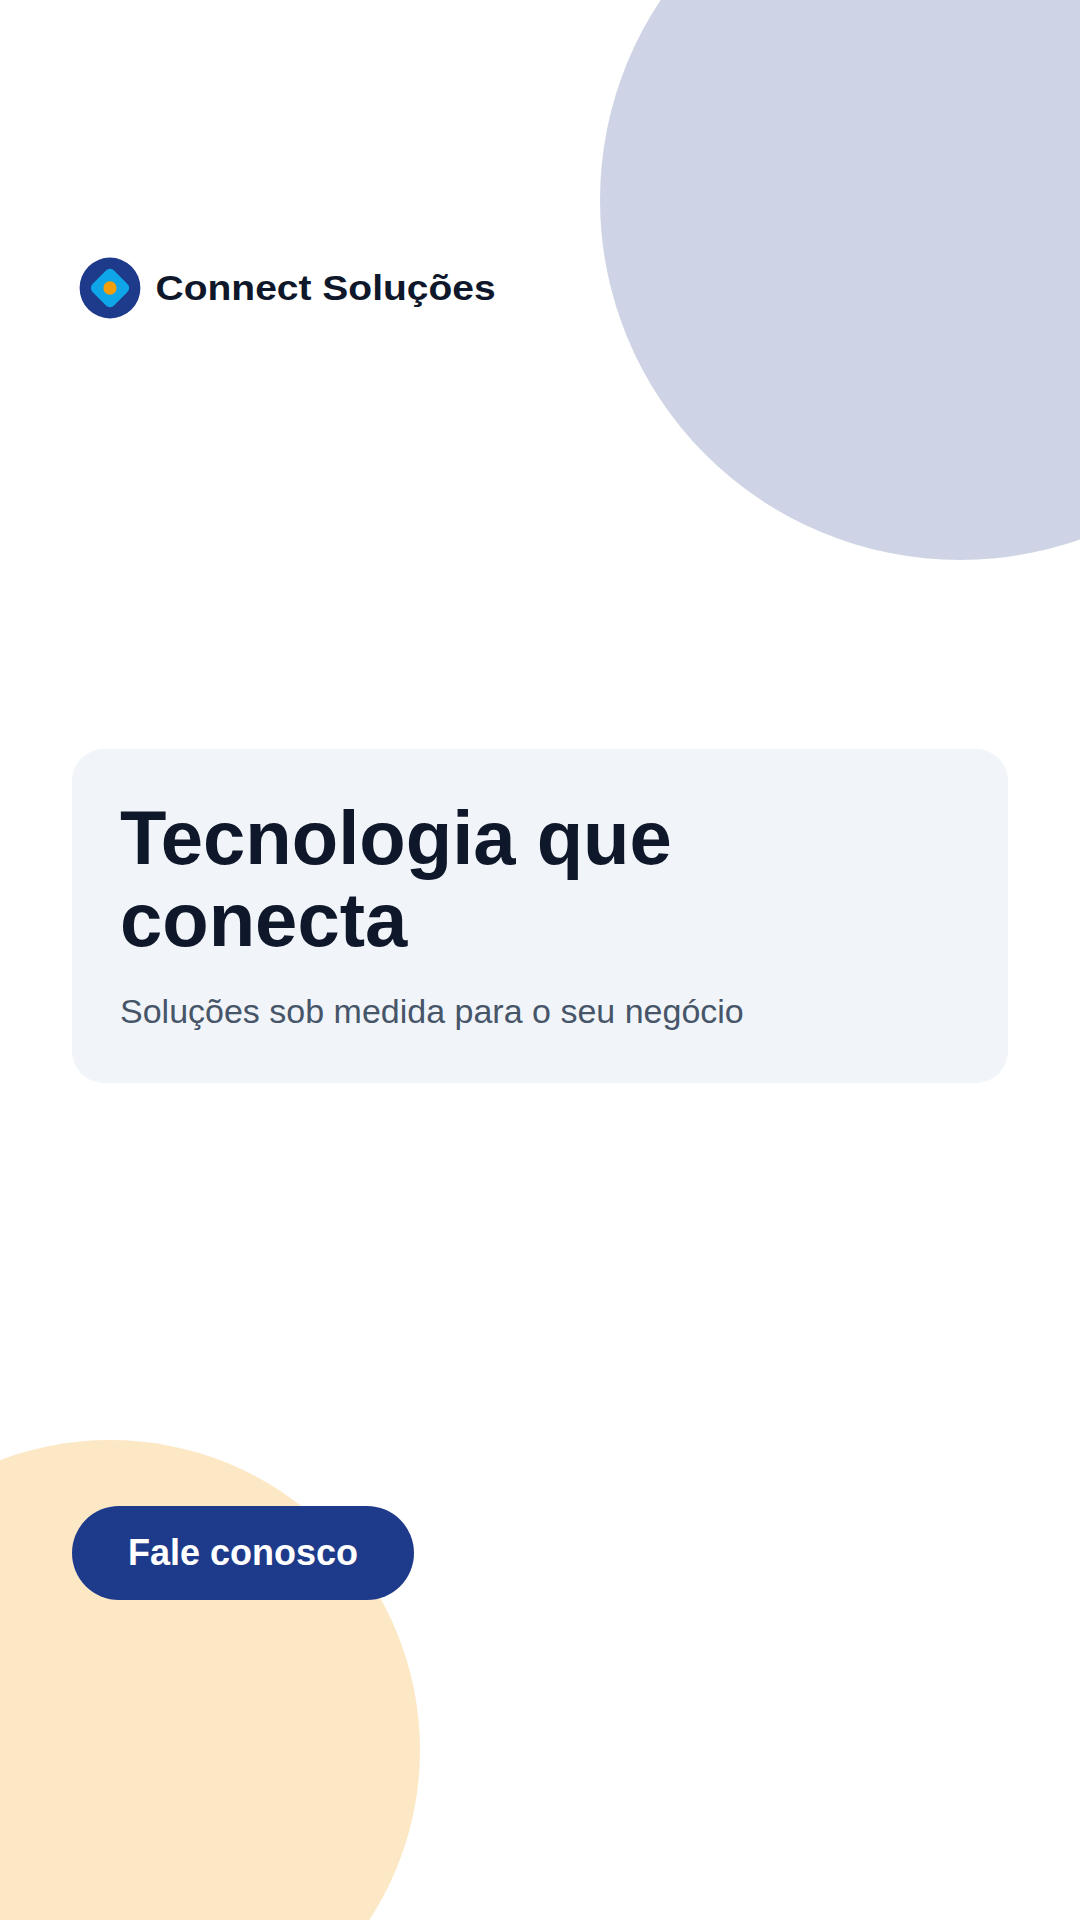 Connect Soluções
Tecnologia que
conecta
Soluções sob medida para o seu negócio
Fale conosco